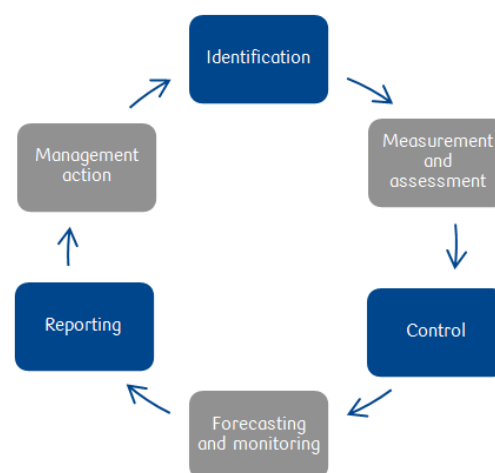 Identification
Measurement
and
assessment
Control
Forecasting
and monitoring
Reporting
Management
action